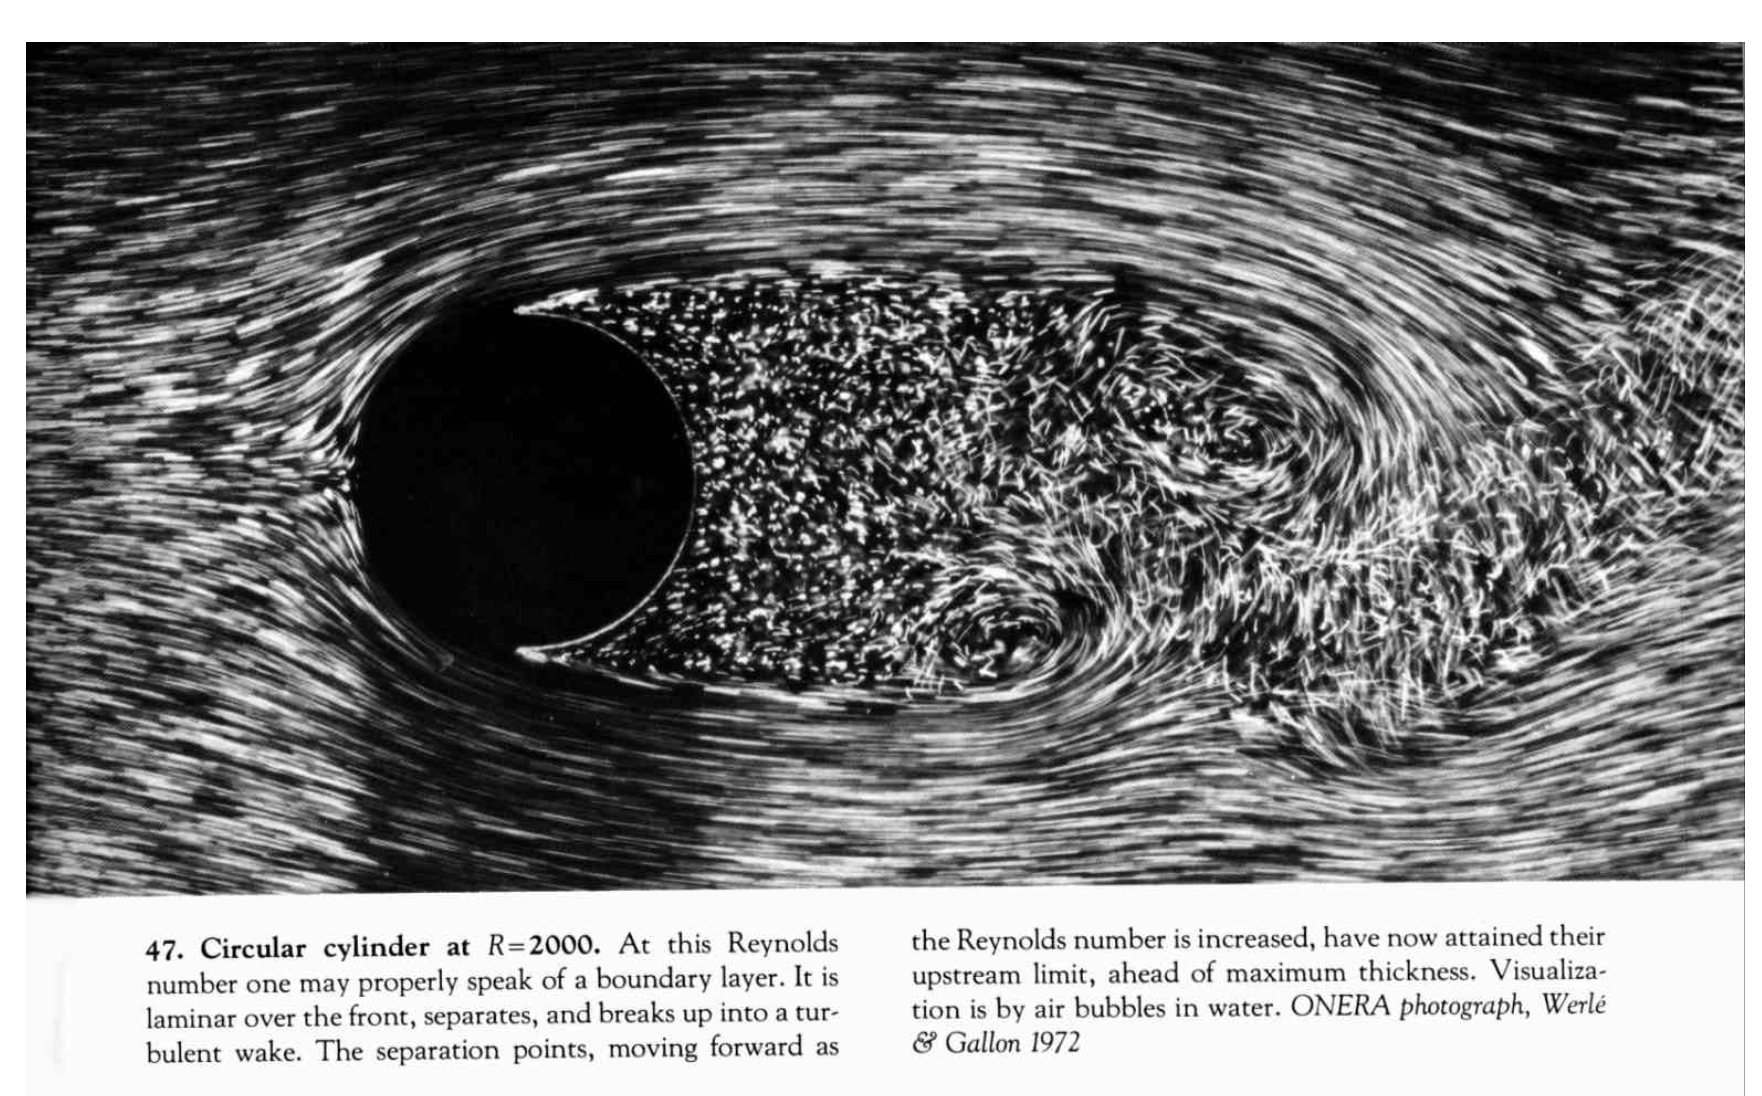 47. Circular cylinder at R=2000. At this Reynolds
number one may properly speak of a boundary layer. It is
laminar over the front, separates, and breaks up into a tur-
bulent wake. The separation points, moving forward as
the Reynolds number is increased, have now attained their
upstream limit, ahead of maximum thickness. Visualiza-
tion is by air bubbles in water. ONERA photograph, Werlé
& Gallon 1972